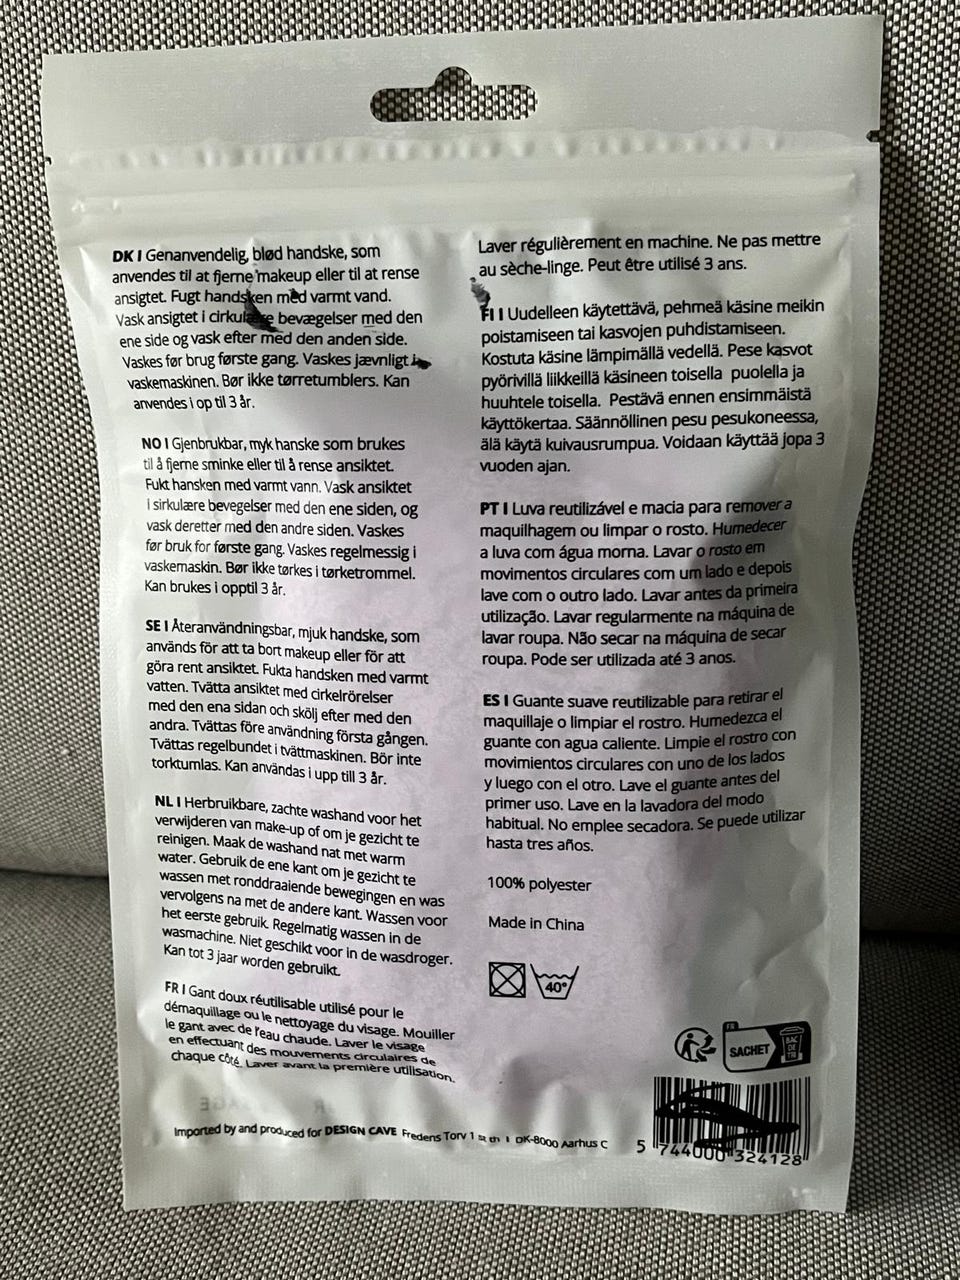 DK I Genanvendelig, blød handske, som
anvendes til at fjerne makeup eller til at rense
ansigtet. Fugt handsken med varmt vand.
Vask ansigtet i cirkulære bevægelser med den
ene side og vask efter med den anden side.
Vaskes før brug første gang. Vaskes jævnligt i
vaskemaskinen. Bør ikke tørretumblers. Kan
anvendes i op til 3 år.
NO I Gjenbrukbar, myk hanske som brukes
til å fjerne sminke eller til å rense ansiktet.
Fukt hansken med varmt vann. Vask ansiktet
i sirkulære bevegelser med den ene siden, og
vask deretter med den andre siden. Vaskes
før bruk for første gang. Vaskes regelmessig i
vaskemaskin. Bør ikke tørkes i tørketrommel.
Kan brukes i opptil 3 år.
SE I Återanvändningsbar, mjuk handske, som
används för att ta bort makeup eller för att
göra rent ansiktet. Fukta handsken med varmt
vatten. Tvätta ansiktet med cirkelrörelser
med den ena sidan och skölj efter med den
andra. Tvättas före användning första gången.
Tvättas regelbundet i tvättmaskinen. Bör inte
torktumlas. Kan användas i upp till 3 år.
NL I Herbruikbare, zachte washand voor het
verwijderen van make-up of om je gezicht te
reinigen. Maak de washand nat met warm
water. Gebruik de ene kant om je gezicht te
wassen met ronddraaiende bewegingen en was
vervolgens na met de andere kant. Wassen voor
het eerste gebruik. Regelmatig wassen in de
wasmachine. Niet geschikt voor in de wasdroger.
Kan tot 3 jaar worden gebruikt.
FR I Gant doux réutilisable utilisé pour le
démaquillage ou le nettoyage du visage. Mouiller
le gant avec de l'eau chaude. Laver le visage
en effectuant des mouvements circulaires de
chaque côté. Laver avant la première utilisation.
Laver régulièrement en machine. Ne pas mettre
au sèche-linge. Peut être utilisé 3 ans.
FI I Uudelleen käytettävä, pehmeä käsine meikin
poistamiseen tai kasvojen puhdistamiseen.
Kostuta käsine lämpimällä vedellä. Pese kasvot
pyörivillä liikkeillä käsineen toisella puolella ja
huuhtele toisella. Pestävä ennen ensimmäistä
käyttökertaa. Säännöllinen pesu pesukoneessa,
älä käytä kuivausrumpua. Voidaan käyttää jopa 3
vuoden ajan.
PT I Luva reutilizável e macia para remover a
maquilhagem ou limpar o rosto. Humedecer
a luva com água morna. Lavar o rosto em
movimentos circulares com um lado e depois
lave com o outro lado. Lavar antes da primeira
utilização. Lavar regularmente na máquina de
lavar roupa. Não secar na máquina de secar
roupa. Pode ser utilizada até 3 anos.
ES I Guante suave reutilizable para retirar el
maquillaje o limpiar el rostro. Humedezca el
guante con agua caliente. Limpie el rostro con
movimientos circulares con uno de los lados
y luego con el otro. Lave el guante antes del
primer uso. Lave en la lavadora del modo
habitual. No emplee secadora. Se puede utilizar
hasta tres años.
100% polyester
Made in China
40°
FR
SACHET
BAC
DE
TRI
Imported by and produced for DESIGN CAVE Fredens Torv 1 st th I DK-8000 Aarhus C
5 744000 324128